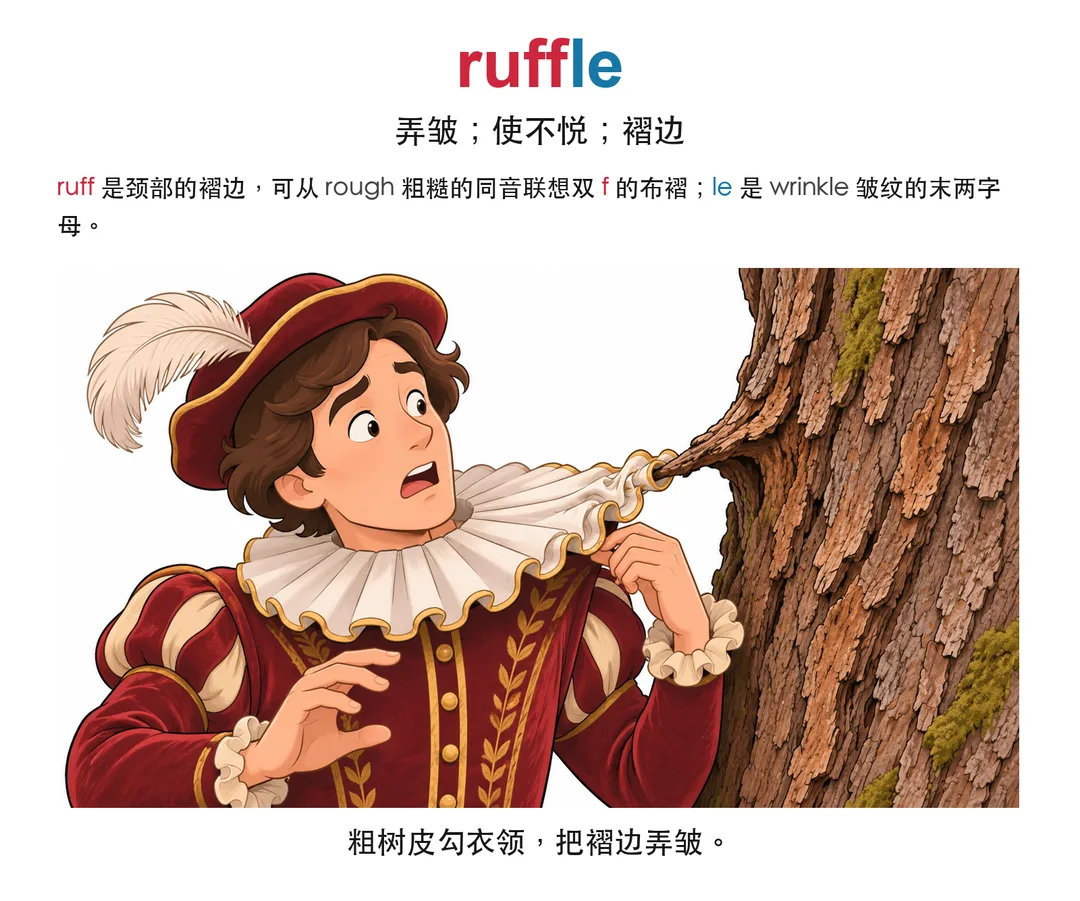 ruffle
弄皱；使不悦；褶边
ruff 是颈部的褶边，可从 rough 粗糙的同音联想双 f 的布褶；le 是 wrinkle 皱纹的末两字
母。
粗树皮勾衣领，把褶边弄皱。